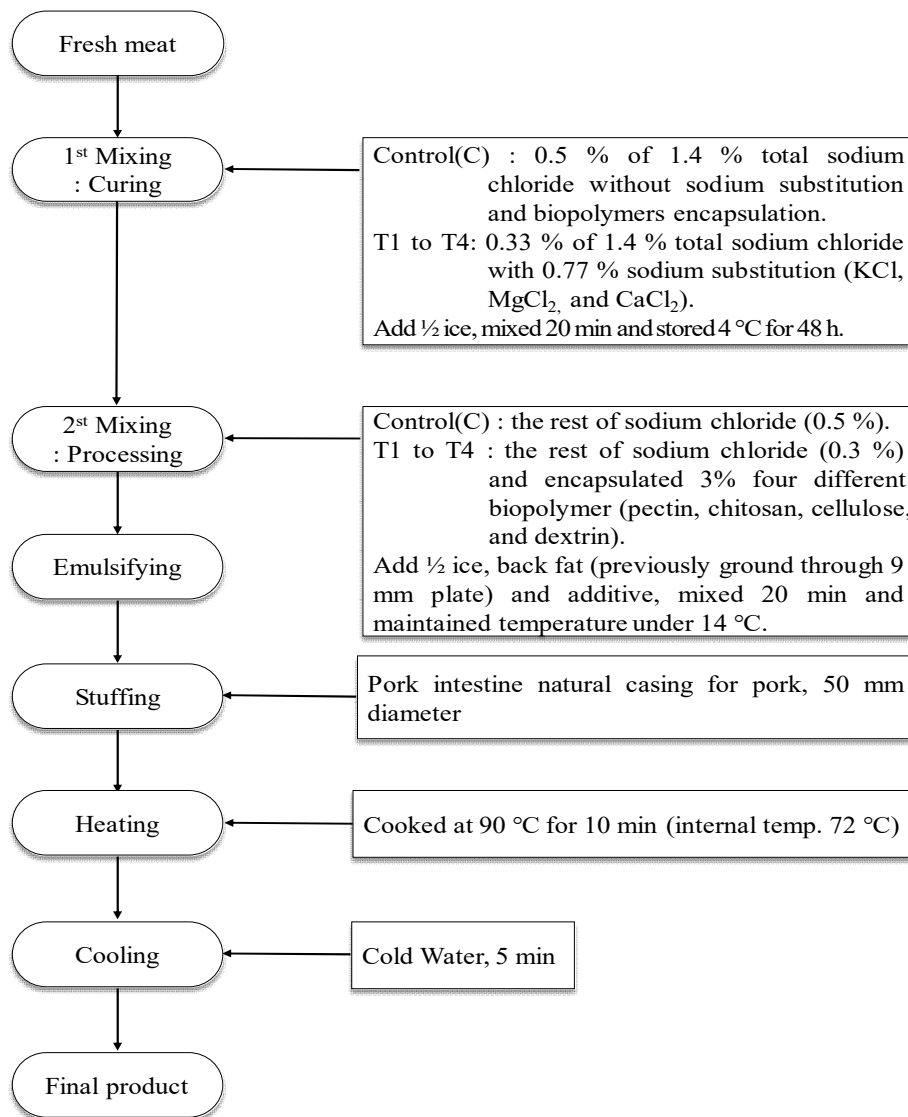 Fresh meat
1st Mixing
: Curing
Control(C) : 0.5 % of 1.4 % total sodium
chloride without sodium substitution
and biopolymers encapsulation.
T1 to T4: 0.33 % of 1.4 % total sodium chloride
with 0.77 % sodium substitution (KCl,
MgCl2, and CaCl2).
Add ½ ice, mixed 20 min and stored 4 °C for 48 h.
2st Mixing
: Processing
Control(C) : the rest of sodium chloride (0.5 %).
T1 to T4 : the rest of sodium chloride (0.3 %)
and encapsulated 3% four different
biopolymer (pectin, chitosan, cellulose,
and dextrin).
Add ½ ice, back fat (previously ground through 9
mm plate) and additive, mixed 20 min and
maintained temperature under 14 °C.
Emulsifying
Stuffing
Pork intestine natural casing for pork, 50 mm
diameter
Heating
Cooked at 90 °C for 10 min (internal temp. 72 °C)
Cooling
Cold Water, 5 min
Final product